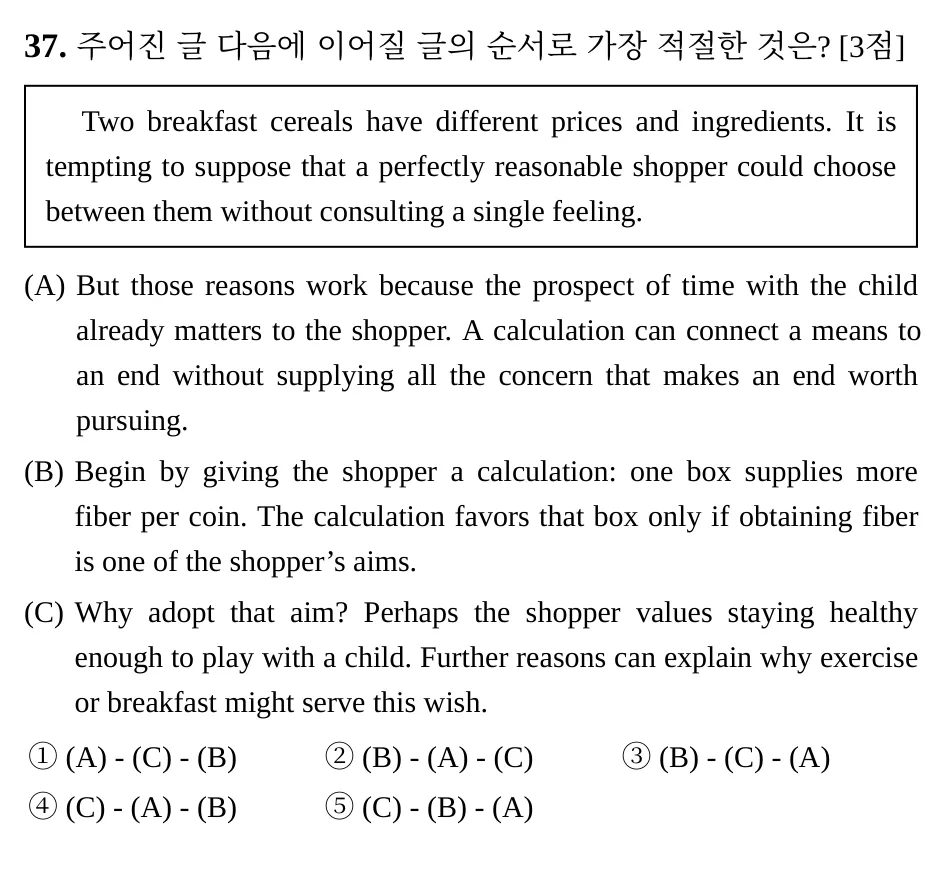 37. 주어진 글 다음에 이어질 글의 순서로 가장 적절한 것은? [3점]
Two breakfast cereals have different prices and ingredients. It is
tempting to suppose that a perfectly reasonable shopper could choose
between them without consulting a single feeling.
(A) But those reasons work because the prospect of time with the child
already matters to the shopper. A calculation can connect a means to
an end without supplying all the concern that makes an end worth
pursuing.
(B) Begin by giving the shopper a calculation: one box supplies more
fiber per coin. The calculation favors that box only if obtaining fiber
is one of the shopper’s aims.
(C) Why adopt that aim? Perhaps the shopper values staying healthy
enough to play with a child. Further reasons can explain why exercise
or breakfast might serve this wish.
① (A) - (C) - (B) ② (B) - (A) - (C) ③ (B) - (C) - (A)
④ (C) - (A) - (B) ⑤ (C) - (B) - (A)